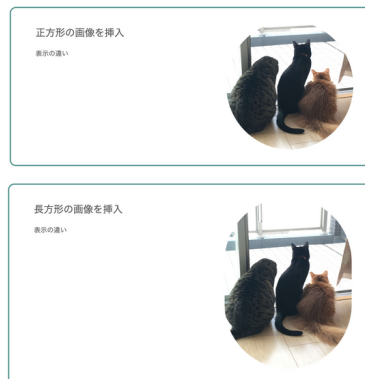 正方形の画像を挿入
表示の違い
長方形の画像を挿入
表示の違い